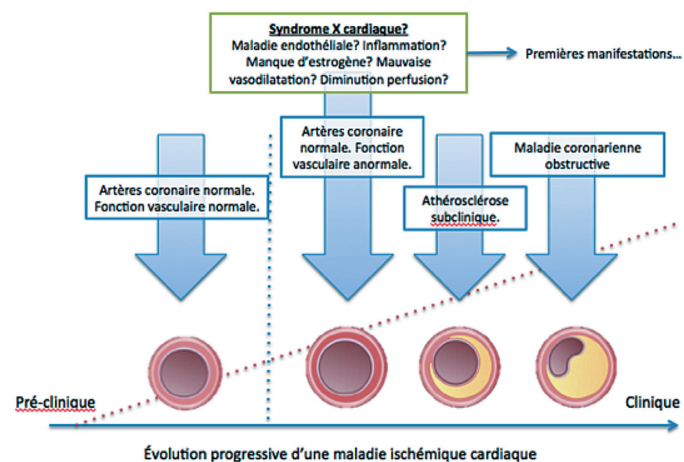 Syndrome X cardiaque?
Maladie endothéliale? Inflammation?
Manque d'estrogène? Mauvaise
vasodilatation? Diminution perfusion?
Premières manifestations…
Artères coronaire normale.
Fonction vasculaire normale.
Artères coronaire
normale. Fonction
vasculaire anormale.
Athérosclérose
subclinique.
Maladie coronarienne
obstructive
Pré-clinique
Clinique
Évolution progressive d'une maladie ischémique cardiaque